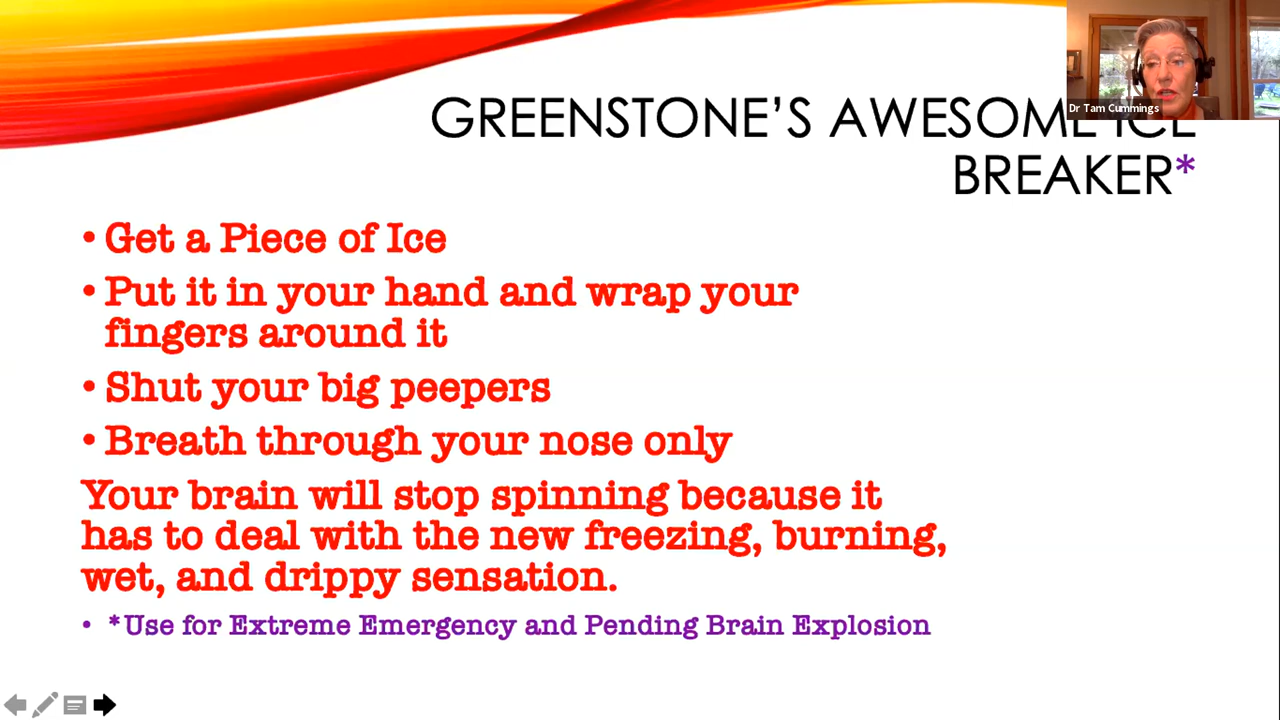 Dr Tam Cummings
GREENSTONE'S AWESOME ICE
BREAKER*
• Get a Piece of Ice
• Put it in your hand and wrap your
fingers around it
• Shut your big peepers
• Breath through your nose only
Your brain will stop spinning because it
has to deal with the new freezing, burning,
wet, and drippy sensation.
• *Use for Extreme Emergency and Pending Brain Explosion